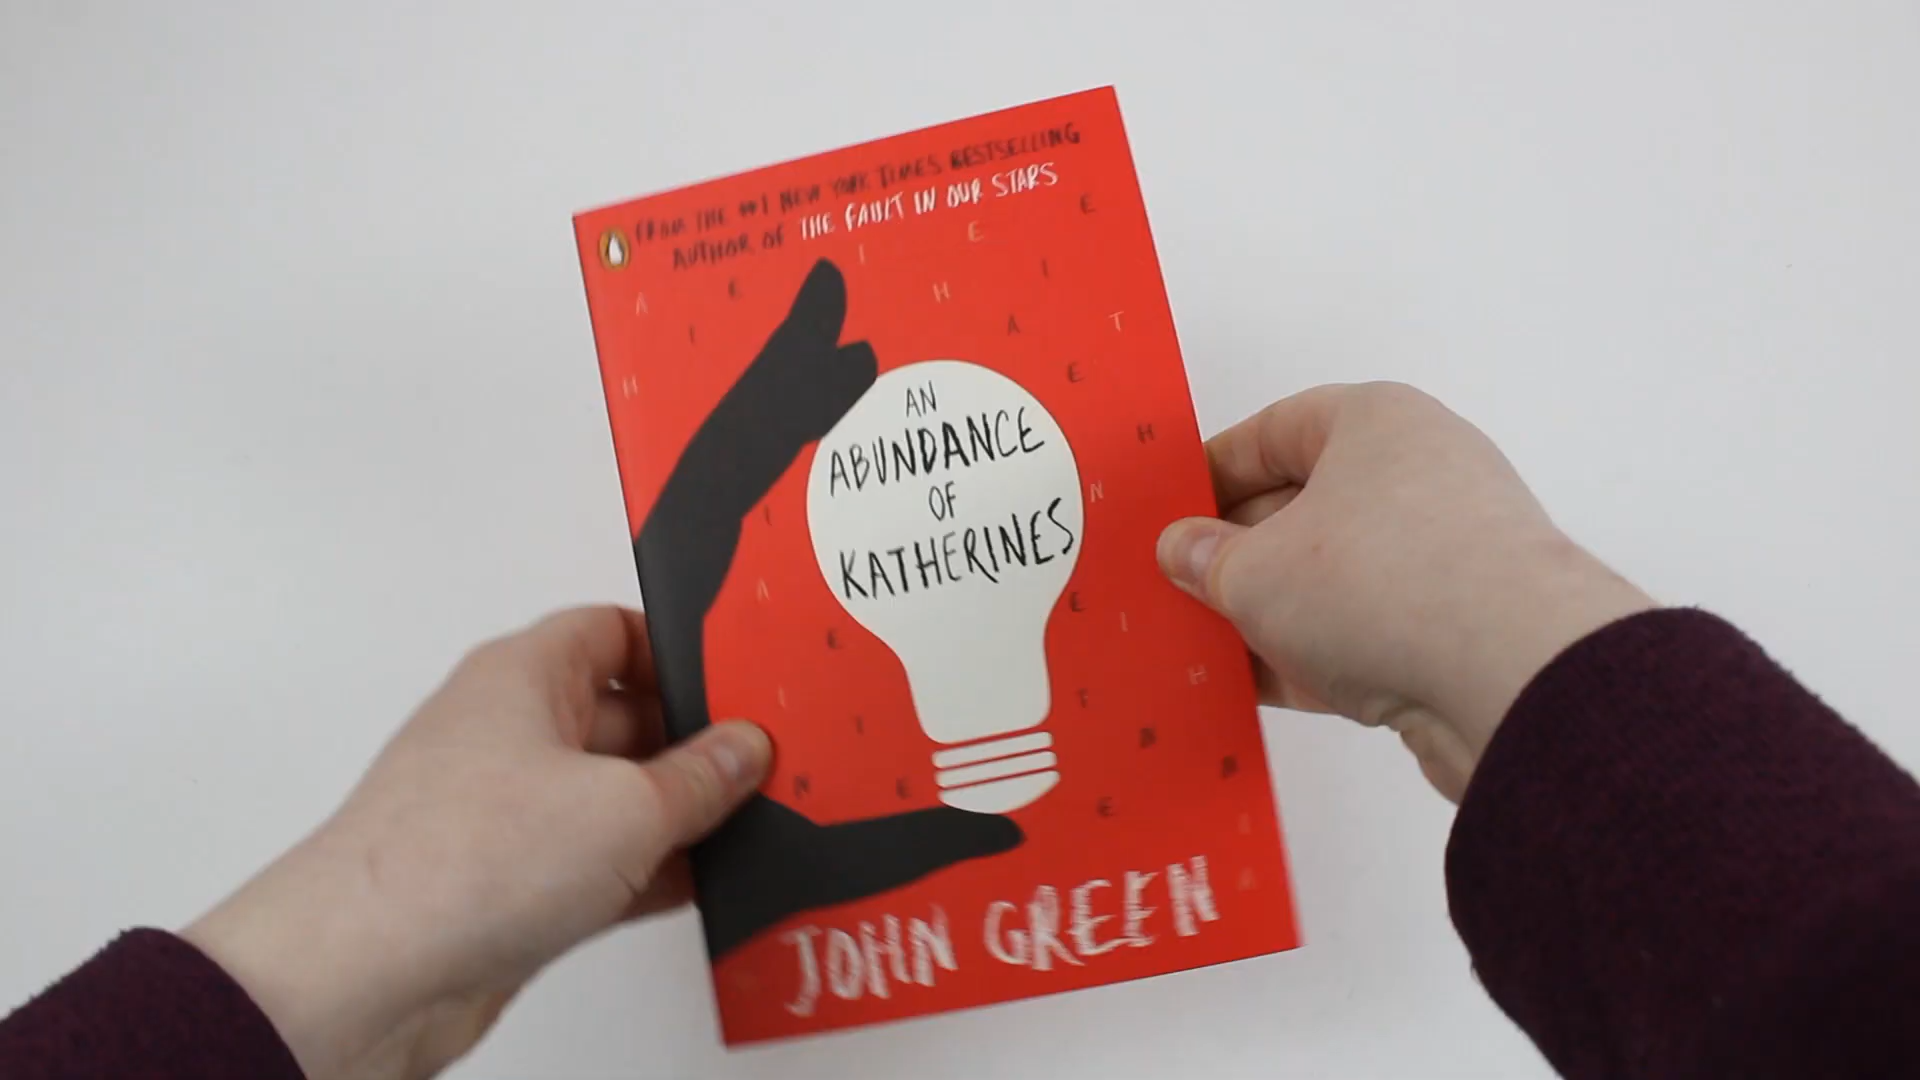 FROM THE #1 NEW YORK TIMES BESTSELLING
AUTHOR OF THE FAULT IN OUR STARS
AN
ABUNDANCE
OF
KATHERINES
JOHN GREEN